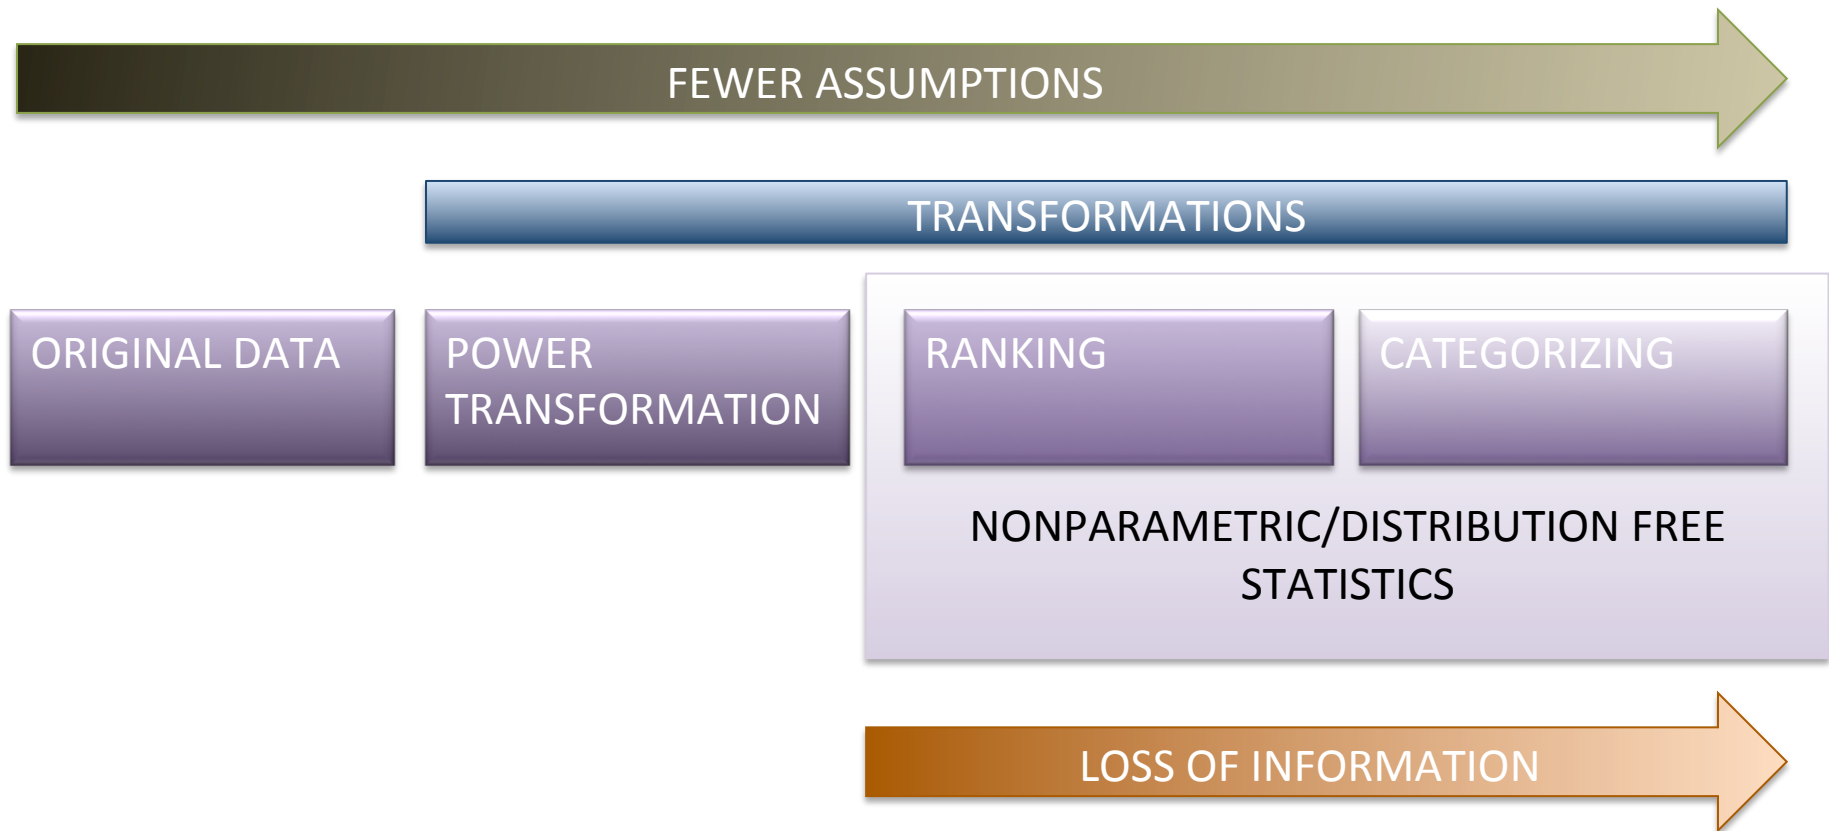 FEWER ASSUMPTIONS
TRANSFORMATIONS
ORIGINAL DATA
POWER
TRANSFORMATION
RANKING
CATEGORIZING
NONPARAMETRIC/DISTRIBUTION FREE
STATISTICS
LOSS OF INFORMATION